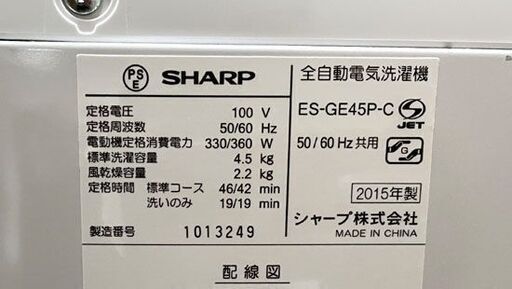 PS
E
SHARP
全自動電気洗濯機
定格電圧 100 V
ES-GE45P-C
S
JET
定格周波数 50/60 Hz
電動機定格消費電力 330/360 W
50/60 Hz 共用
G
標準洗濯容量 4.5 kg
風乾燥容量 2.2 kg
定格時間 標準コース 46/42 min
2015年製
洗いのみ 19/19 min
シャープ株式会社
製造番号 1013249
MADE IN CHINA
配線図